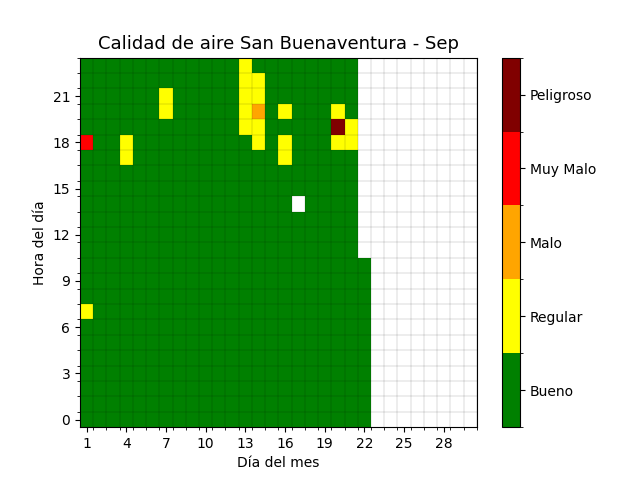 Calidad de aire San Buenaventura - Sep
Hora del día
21
18
15
12
9
6
3
0
1 4 7 10 13 16 19 22 25 28
Día del mes
Peligroso
Muy Malo
Malo
Regular
Bueno